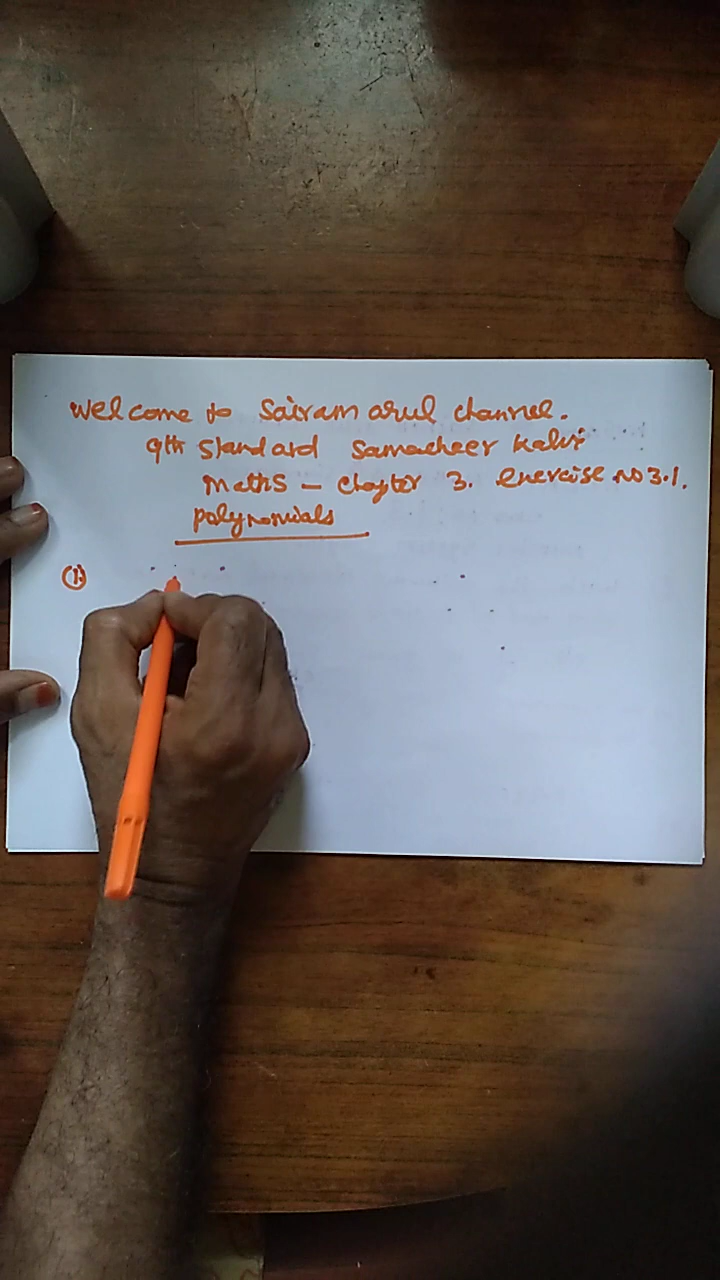 Welcome to Sairam arul channel.
9th Standard Samacheer Kalvi
Maths - Chapter 3. Exercise no 3.1.
Polynomials
①